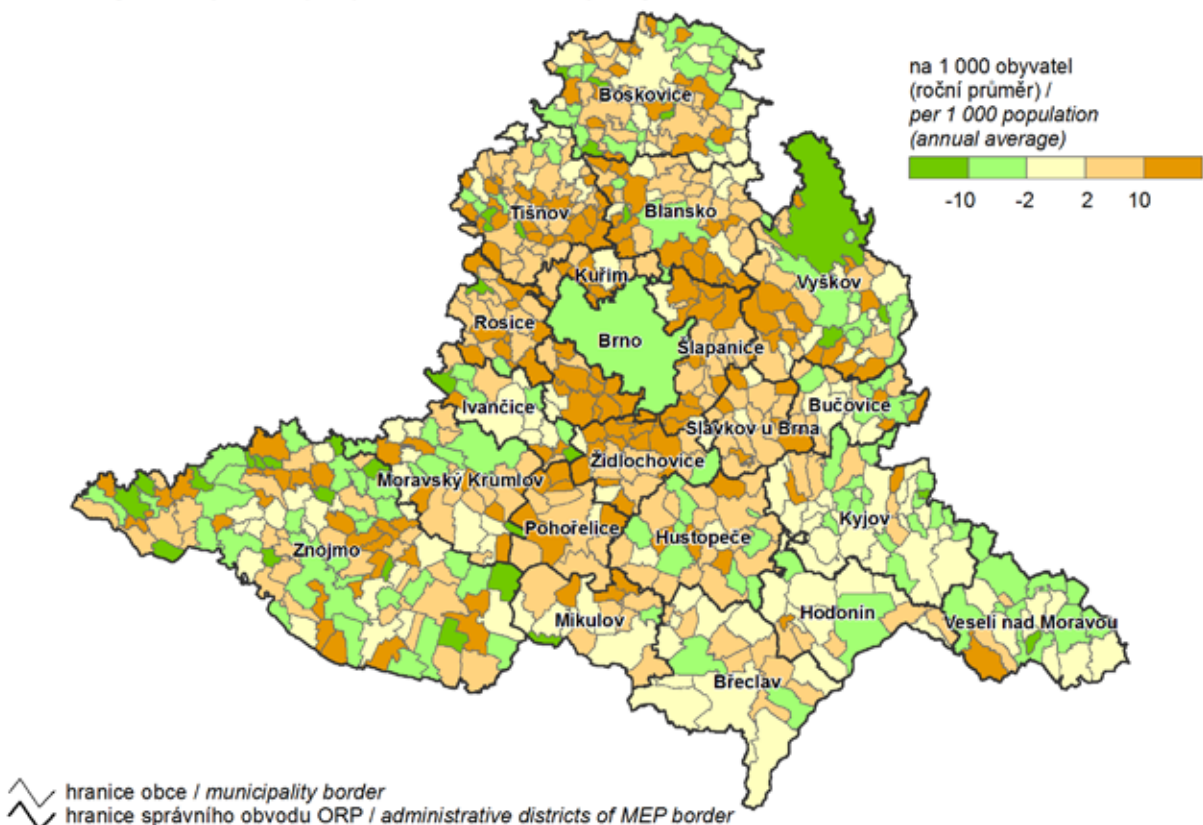 na 1 000 obyvatel
(roční průměr) /
per 1 000 population
(annual average)
-10 -2 2 10
Boskovice
Tišnov
Blansko
Kuřim
Vyškov
Rosice
Brno
Šlapanice
Ivančice
Bučovice
Slavkov u Brna
Židlochovice
Moravský Krumlov
Pohořelice
Hustopeče
Kyjov
Znojmo
Mikulov
Hodonín
Veselí nad Moravou
Břeclav
hranice obce / municipality border
hranice správního obvodu ORP / administrative districts of MEP border